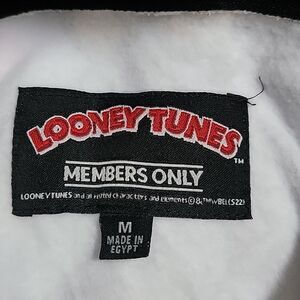 LOONEY TUNES
TM
MEMBERS ONLY
LOONEY TUNES and all related characters and elements © & ™ WBEI (S22)
M
MADE IN
EGYPT